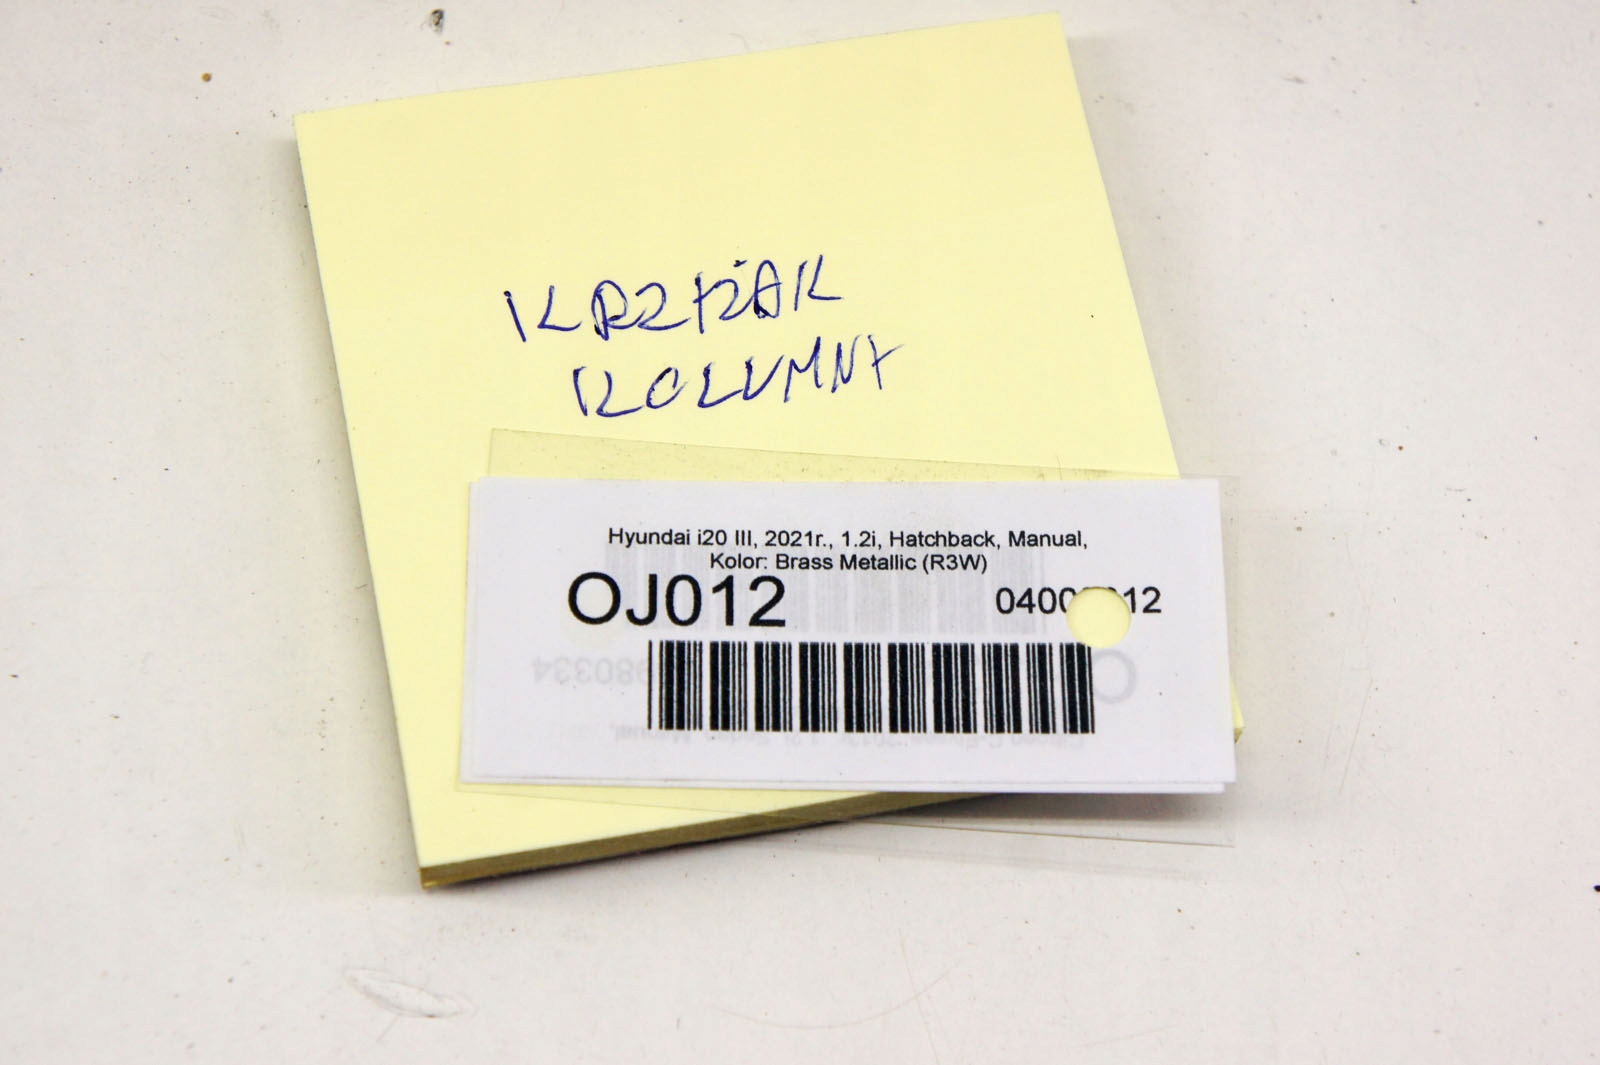 KRZYŻAK
KOLUMNY
Hyundai i20 III, 2021r., 1.2i, Hatchback, Manual,
Kolor: Brass Metallic (R3W)
OJ012